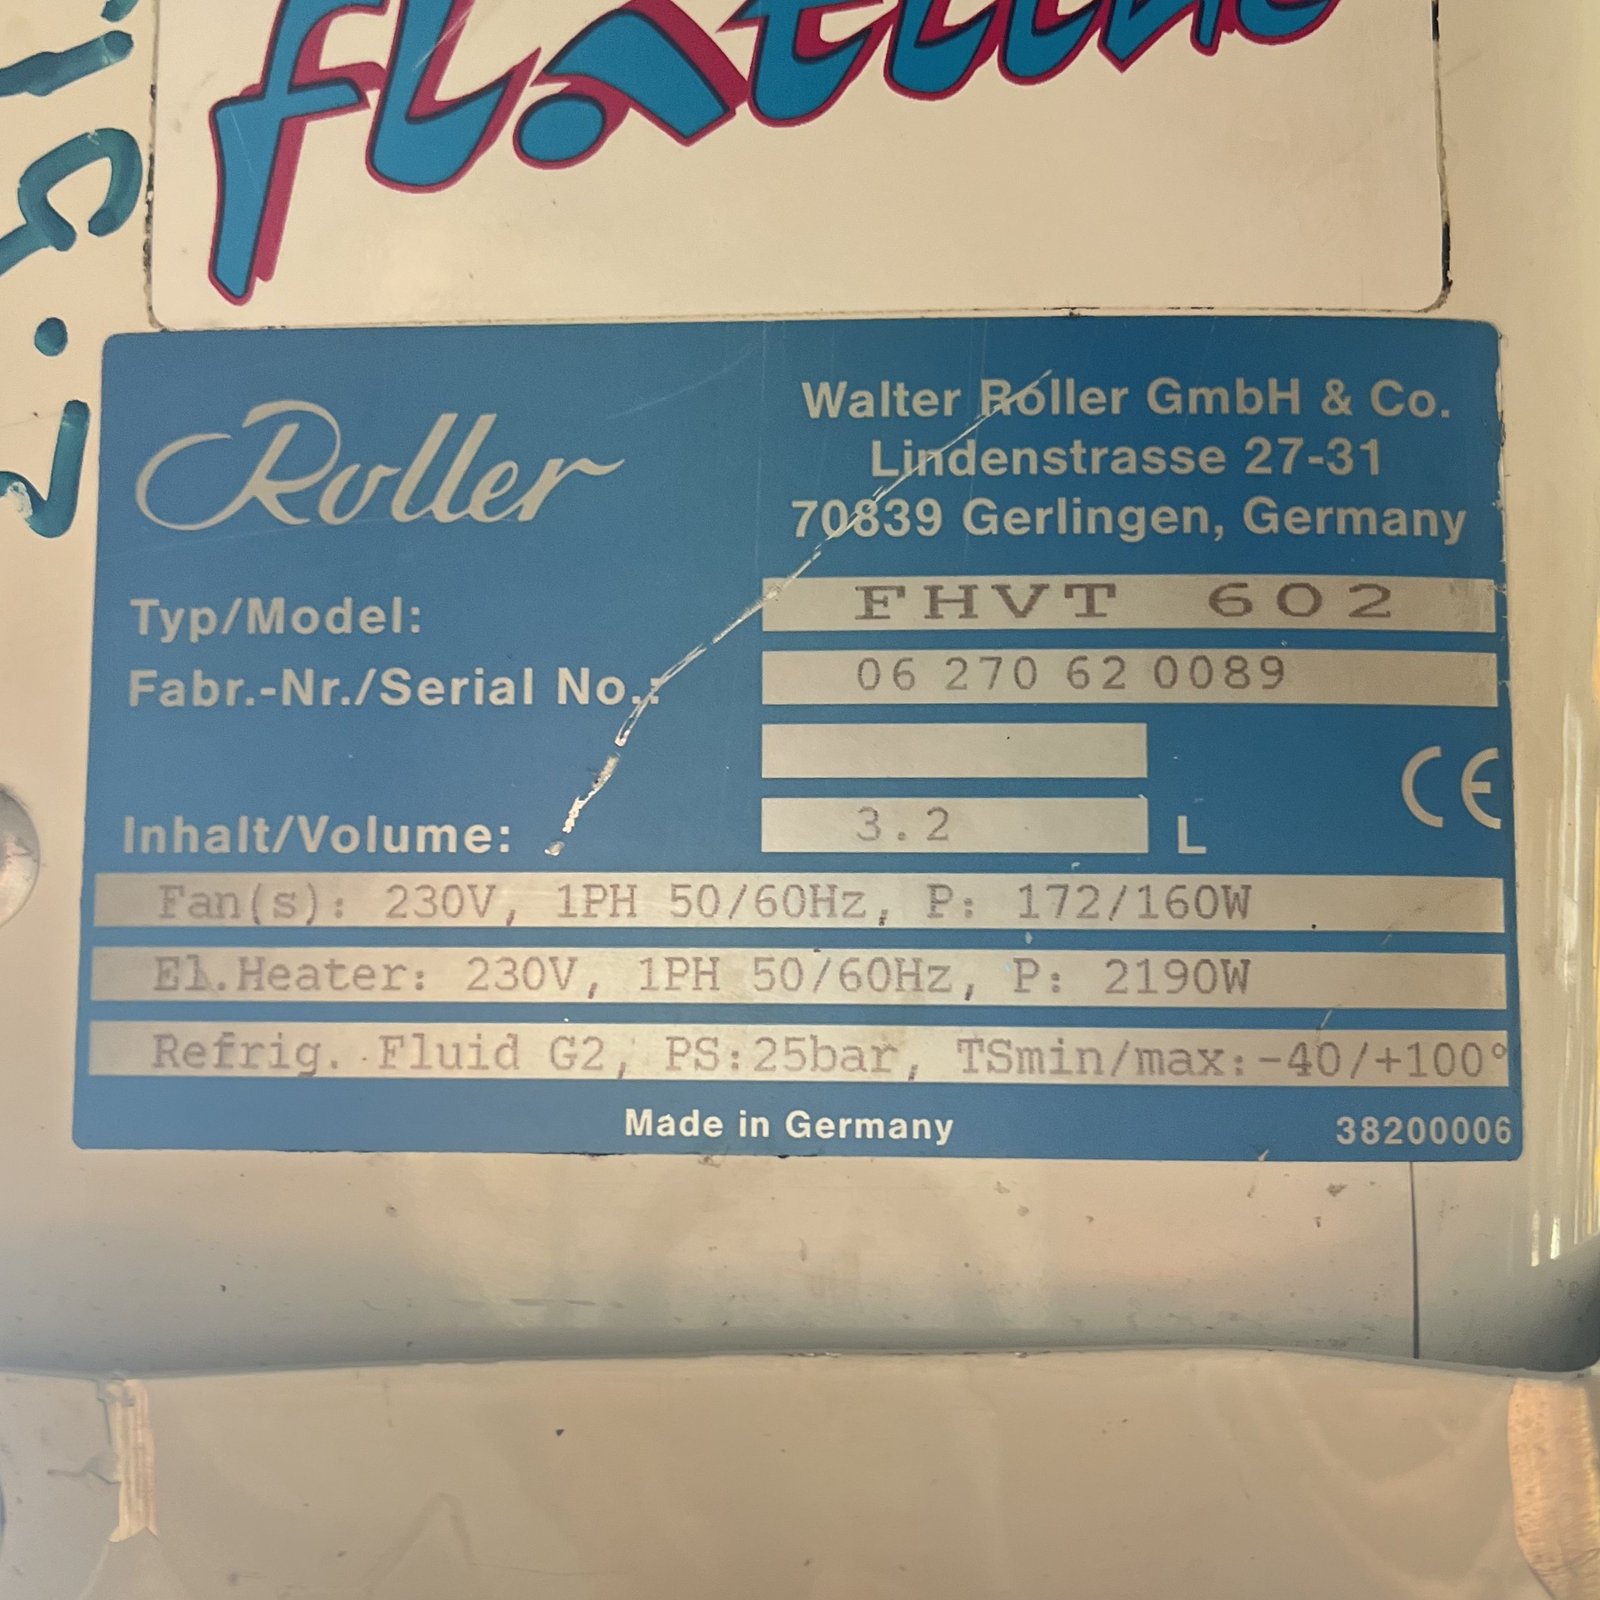 Roller
Walter Roller GmbH & Co.
Lindenstrasse 27-31
70839 Gerlingen, Germany
Typ/Model: FHVT 602
Fabr.-Nr./Serial No.: 06 270 62 0089
Inhalt/Volume: 3.2 L
CE
Fan(s): 230V, 1PH 50/60Hz, P: 172/160W
El.Heater: 230V, 1PH 50/60Hz, P: 2190W
Refrig. Fluid G2, PS:25bar, TSmin/max:-40/+100°
Made in Germany 38200006